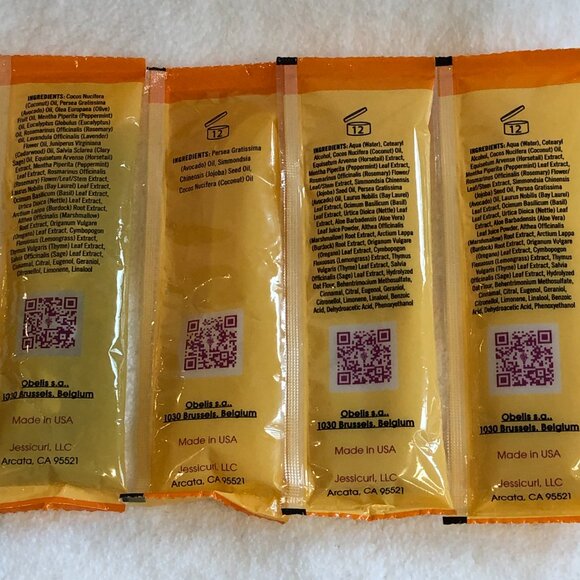 INGREDIENTS: Cocos Nucifera
(Coconut) Oil, Persea Gratissima
(Avocado) Oil, Olea Europaea (Olive)
Fruit Oil, Mentha Piperita (Peppermint)
Oil, Eucalyptus Globulus (Eucalyptus)
Oil, Rosmarinus Officinalis (Rosemary)
Oil, Lavandula Officinalis (Lavender)
Flower Oil, Juniperus Virginiana
(Cedarwood) Oil, Salvia Sclarea (Clary
Sage) Oil, Equisetum Arvense (Horsetail)
Extract, Mentha Piperita (Peppermint)
Leaf Extract, Rosmarinus Officinalis
(Rosemary) Flower/Leaf/Stem Extract,
Laurus Nobilis (Bay Laurel) Leaf Extract,
Ocimum Basilicum (Basil) Leaf Extract,
Urtica Dioica (Nettle) Leaf Extract,
Arctium Lappa (Burdock) Root Extract,
Althea Officinalis (Marshmallow)
Root Extract, Origanum Vulgare
(Oregano) Leaf Extract, Thymus
Vulgaris (Thyme) Leaf Extract, Cymbopogon
Flexuosus (Lemongrass) Extract,
Salvia Officinalis (Sage) Leaf Extract,
Cinnamal, Citral, Eugenol, Geraniol,
Citronellol, Limonene, Linalool
Obelis s.a..
1030 Brussels, Belgium
Made in USA
Jessicurl, LLC
Arcata, CA 95521
12
INGREDIENTS: Persea Gratissima
(Avocado) Oil, Simmondsia
Chinensis (Jojoba) Seed Oil,
Cocos Nucifera (Coconut) Oil
Obelis s.a..
1030 Brussels, Belgium
Made in USA
Jessicurl, LLC
Arcata, CA 95521
12
INGREDIENTS: Aqua (Water), Cetearyl
Alcohol, Cocos Nucifera (Coconut) Oil,
Equisetum Arvense (Horsetail) Extract,
Mentha Piperita (Peppermint) Leaf Extract,
Rosmarinus Officinalis (Rosemary) Flower/
Leaf/Stem Extract, Simmondsia Chinensis
(Jojoba) Seed Oil, Persea Gratissima
(Avocado) Oil, Laurus Nobilis (Bay Laurel)
Leaf Extract, Ocimum Basilicum (Basil) Leaf
Extract, Urtica Dioica (Nettle) Leaf
Extract, Aloe Barbadensis (Aloe Vera)
Leaf Juice Powder, Althea Officinalis
(Marshmallow) Root Extract, Arctium Lappa
(Burdock) Root Extract, Origanum Vulgare
(Oregano) Leaf Extract, Cymbopogon
Flexuosus (Lemongrass) Extract, Thymus
Vulgaris (Thyme) Leaf Extract, Salvia
Officinalis (Sage) Leaf Extract, Hydrolyzed
Oat Flour, Behentrimonium Methosulfate,
Cinnamal, Citral, Eugenol, Geraniol,
Citronellol, Limonene, Linalool, Benzoic
Acid, Dehydroacetic Acid, Phenoxyethanol
Obelis s.a..
1030 Brussels, Belgium
Made in USA
Jessicurl, LLC
Arcata, CA 95521
12
INGREDIENTS: Aqua (Water), Cetearyl
Alcohol, Cocos Nucifera (Coconut) Oil,
Equisetum Arvense (Horsetail) Extract,
Mentha Piperita (Peppermint) Leaf Extract,
Rosmarinus Officinalis (Rosemary) Flower/
Leaf/Stem Extract, Simmondsia Chinensis
(Jojoba) Seed Oil, Persea Gratissima
(Avocado) Oil, Laurus Nobilis (Bay Laurel)
Leaf Extract, Ocimum Basilicum (Basil) Leaf
Extract, Urtica Dioica (Nettle) Leaf
Extract, Aloe Barbadensis (Aloe Vera)
Leaf Juice Powder, Althea Officinalis
(Marshmallow) Root Extract, Arctium Lappa
(Burdock) Root Extract, Origanum Vulgare
(Oregano) Leaf Extract, Cymbopogon
Flexuosus (Lemongrass) Extract, Thymus
Vulgaris (Thyme) Leaf Extract, Salvia
Officinalis (Sage) Leaf Extract, Hydrolyzed
Oat Flour, Behentrimonium Methosulfate,
Cinnamal, Citral, Eugenol, Geraniol,
Citronellol, Limonene, Linalool, Benzoic
Acid, Dehydroacetic Acid, Phenoxyethanol
Obelis s.a..
1030 Brussels, Belgium
Made in USA
Jessicurl, LLC
Arcata, CA 95521